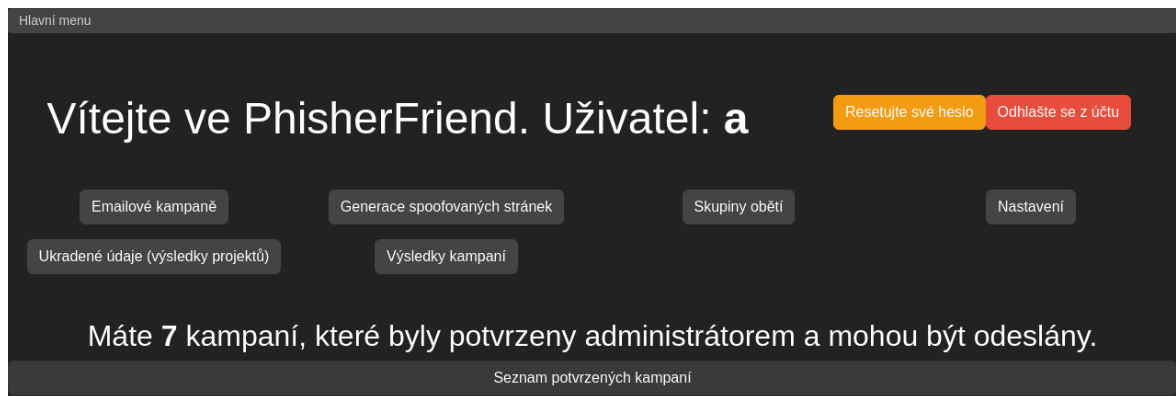 Hlavní menu
Vítejte ve PhisherFriend. Uživatel: a
Resetujte své heslo
Odhlašte se z účtu
Emailové kampaně
Generace spoofovaných stránek
Skupiny obětí
Nastavení
Ukradené údaje (výsledky projektů)
Výsledky kampaní
Máte 7 kampaní, které byly potvrzeny administrátorem a mohou být odeslány.
Seznam potvrzených kampaní